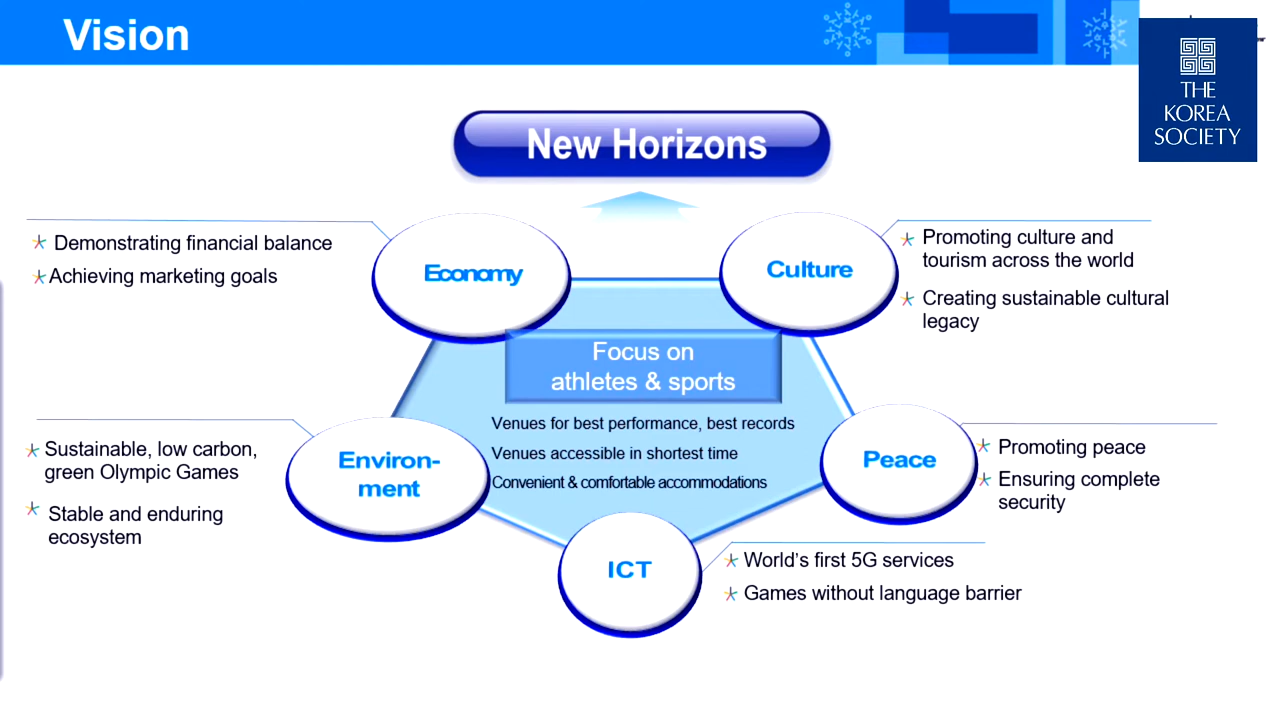 Vision
THE
KOREA
SOCIETY
New Horizons
Economy
Demonstrating financial balance
Achieving marketing goals
Culture
Promoting culture and
tourism across the world
Creating sustainable cultural
legacy
Focus on
athletes & sports
Venues for best performance, best records
Venues accessible in shortest time
Convenient & comfortable accommodations
Environ-
ment
Sustainable, low carbon,
green Olympic Games
Stable and enduring
ecosystem
Peace
Promoting peace
Ensuring complete
security
ICT
World's first 5G services
Games without language barrier